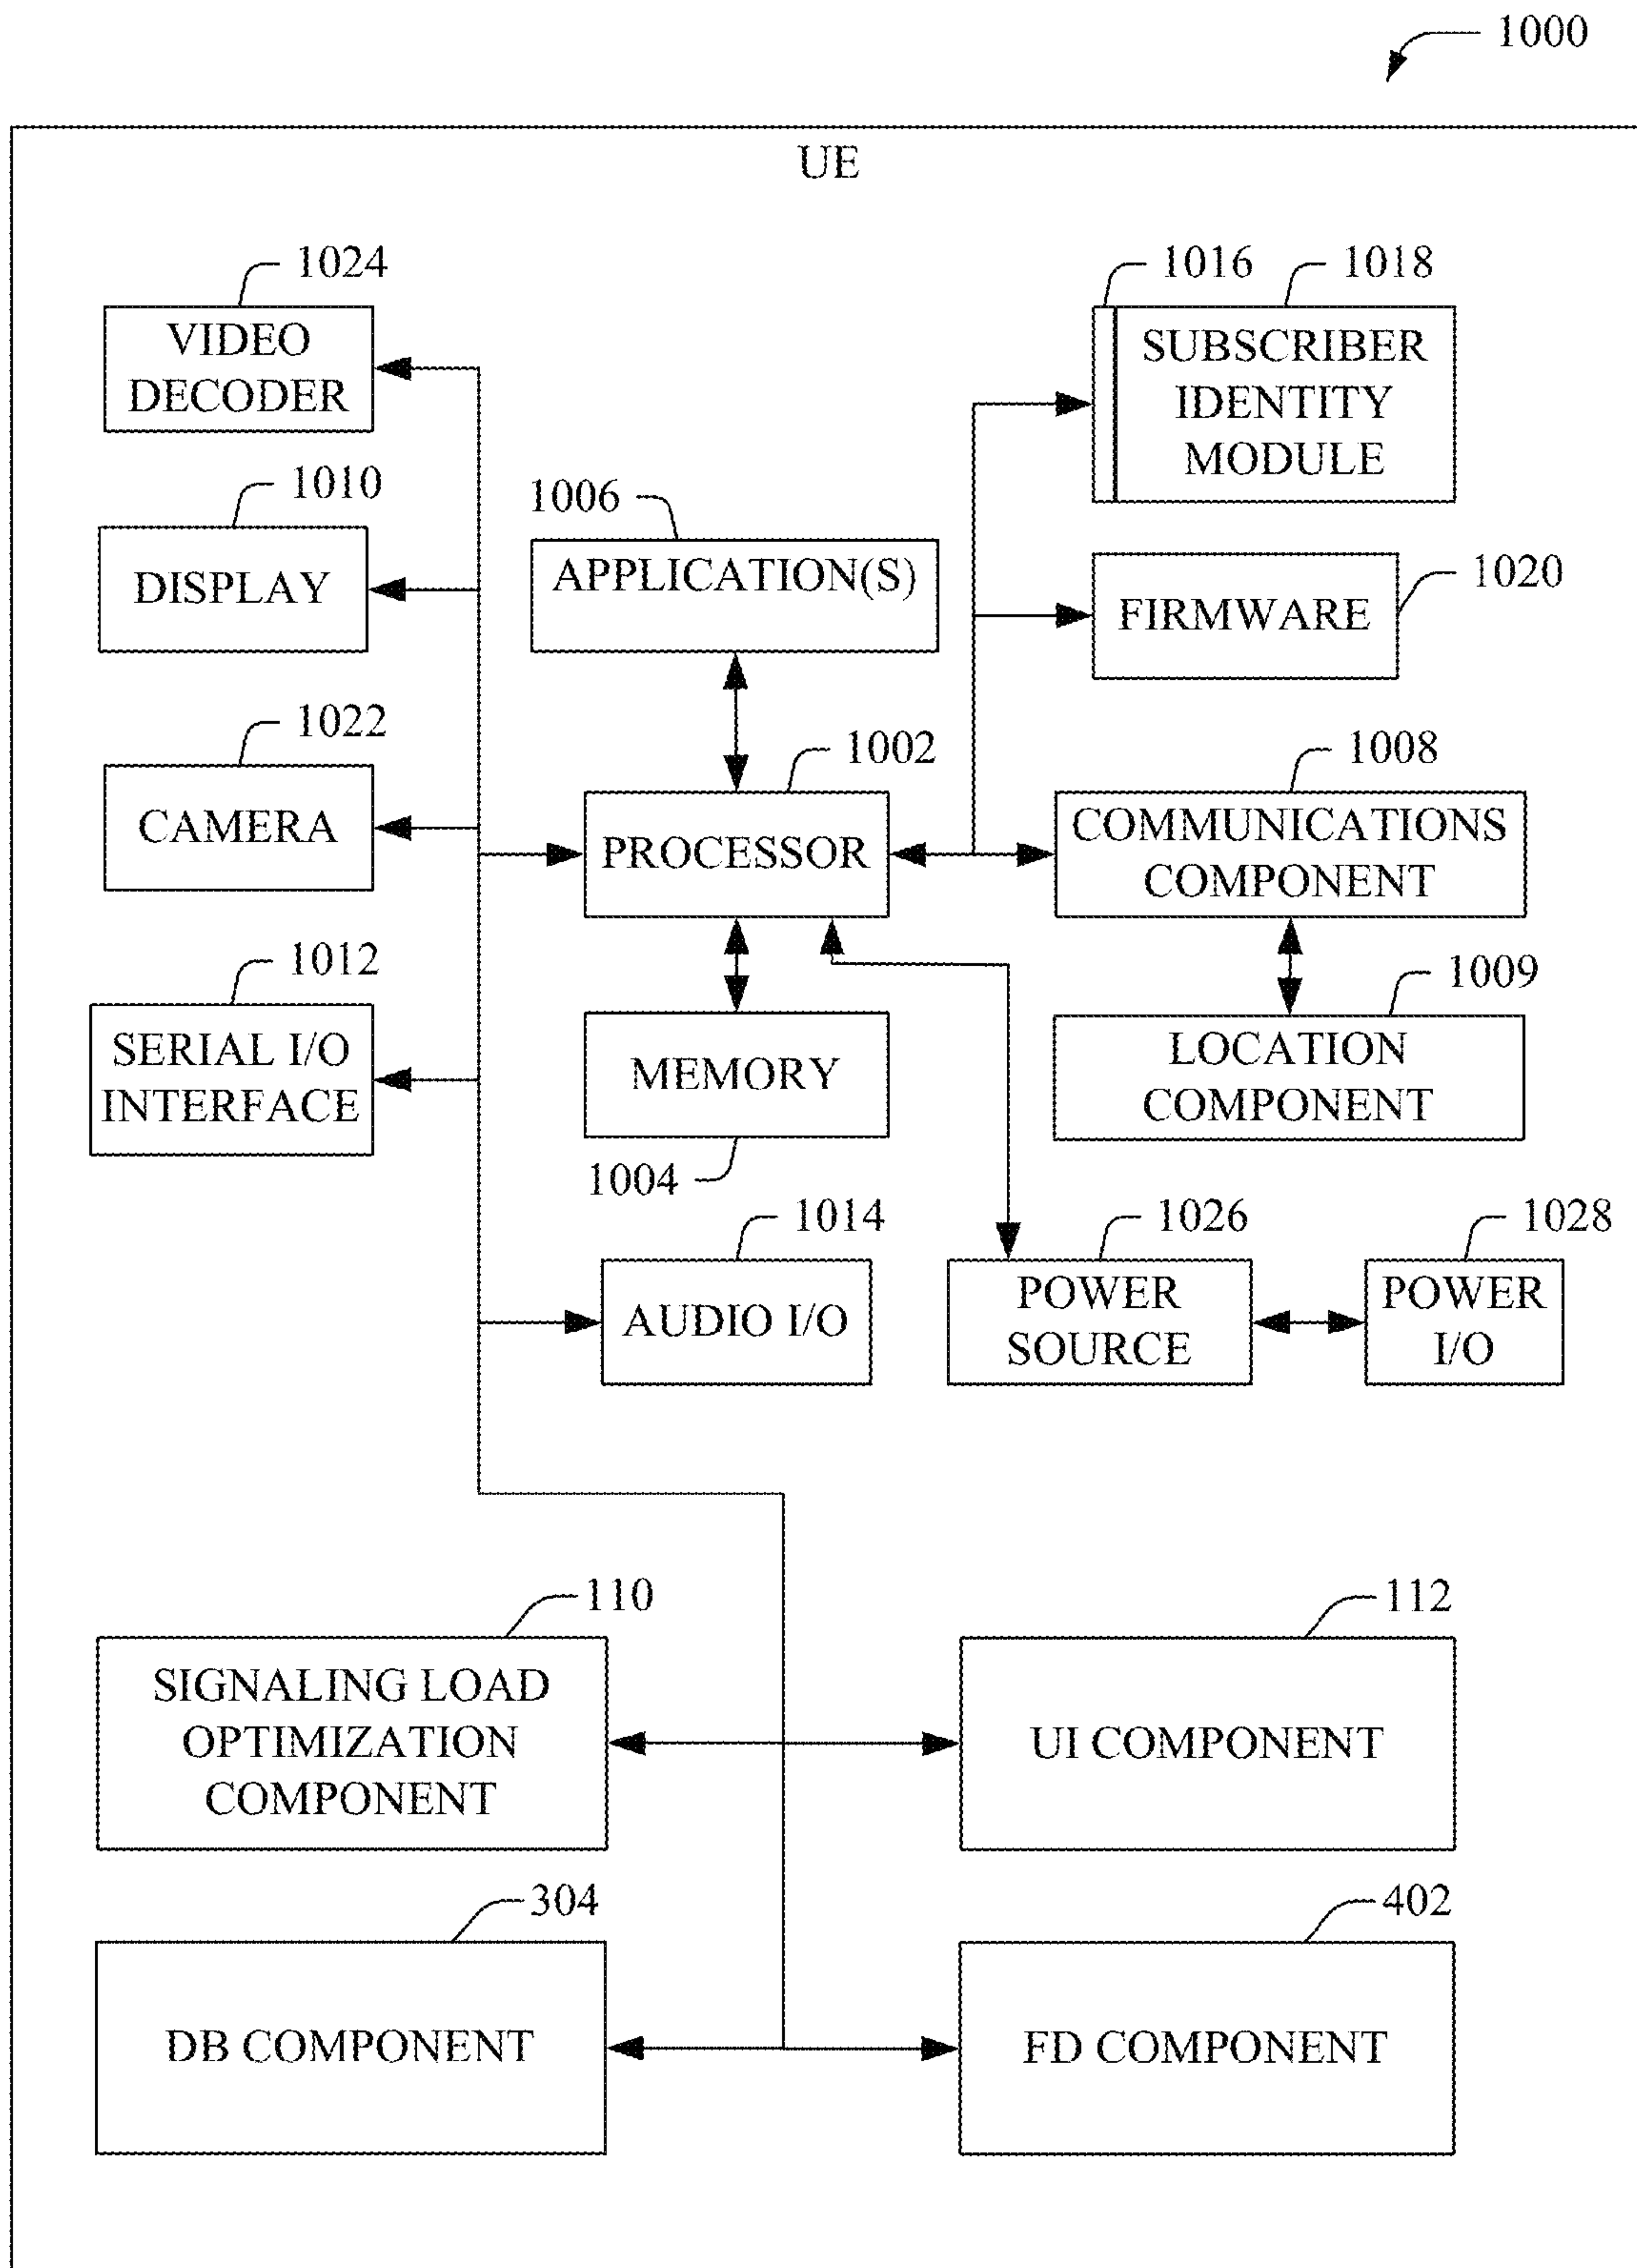 1000
UE
1024
VIDEO
DECODER
1016
1018
SUBSCRIBER
IDENTITY
MODULE
1010
DISPLAY
1006
APPLICATION(S)
1020
FIRMWARE
1022
CAMERA
1002
PROCESSOR
1008
COMMUNICATIONS
COMPONENT
1012
SERIAL I/O
INTERFACE
MEMORY
1004
1009
LOCATION
COMPONENT
1014
AUDIO I/O
1026
POWER
SOURCE
1028
POWER
I/O
110
SIGNALING LOAD
OPTIMIZATION
COMPONENT
112
UI COMPONENT
304
DB COMPONENT
402
FD COMPONENT